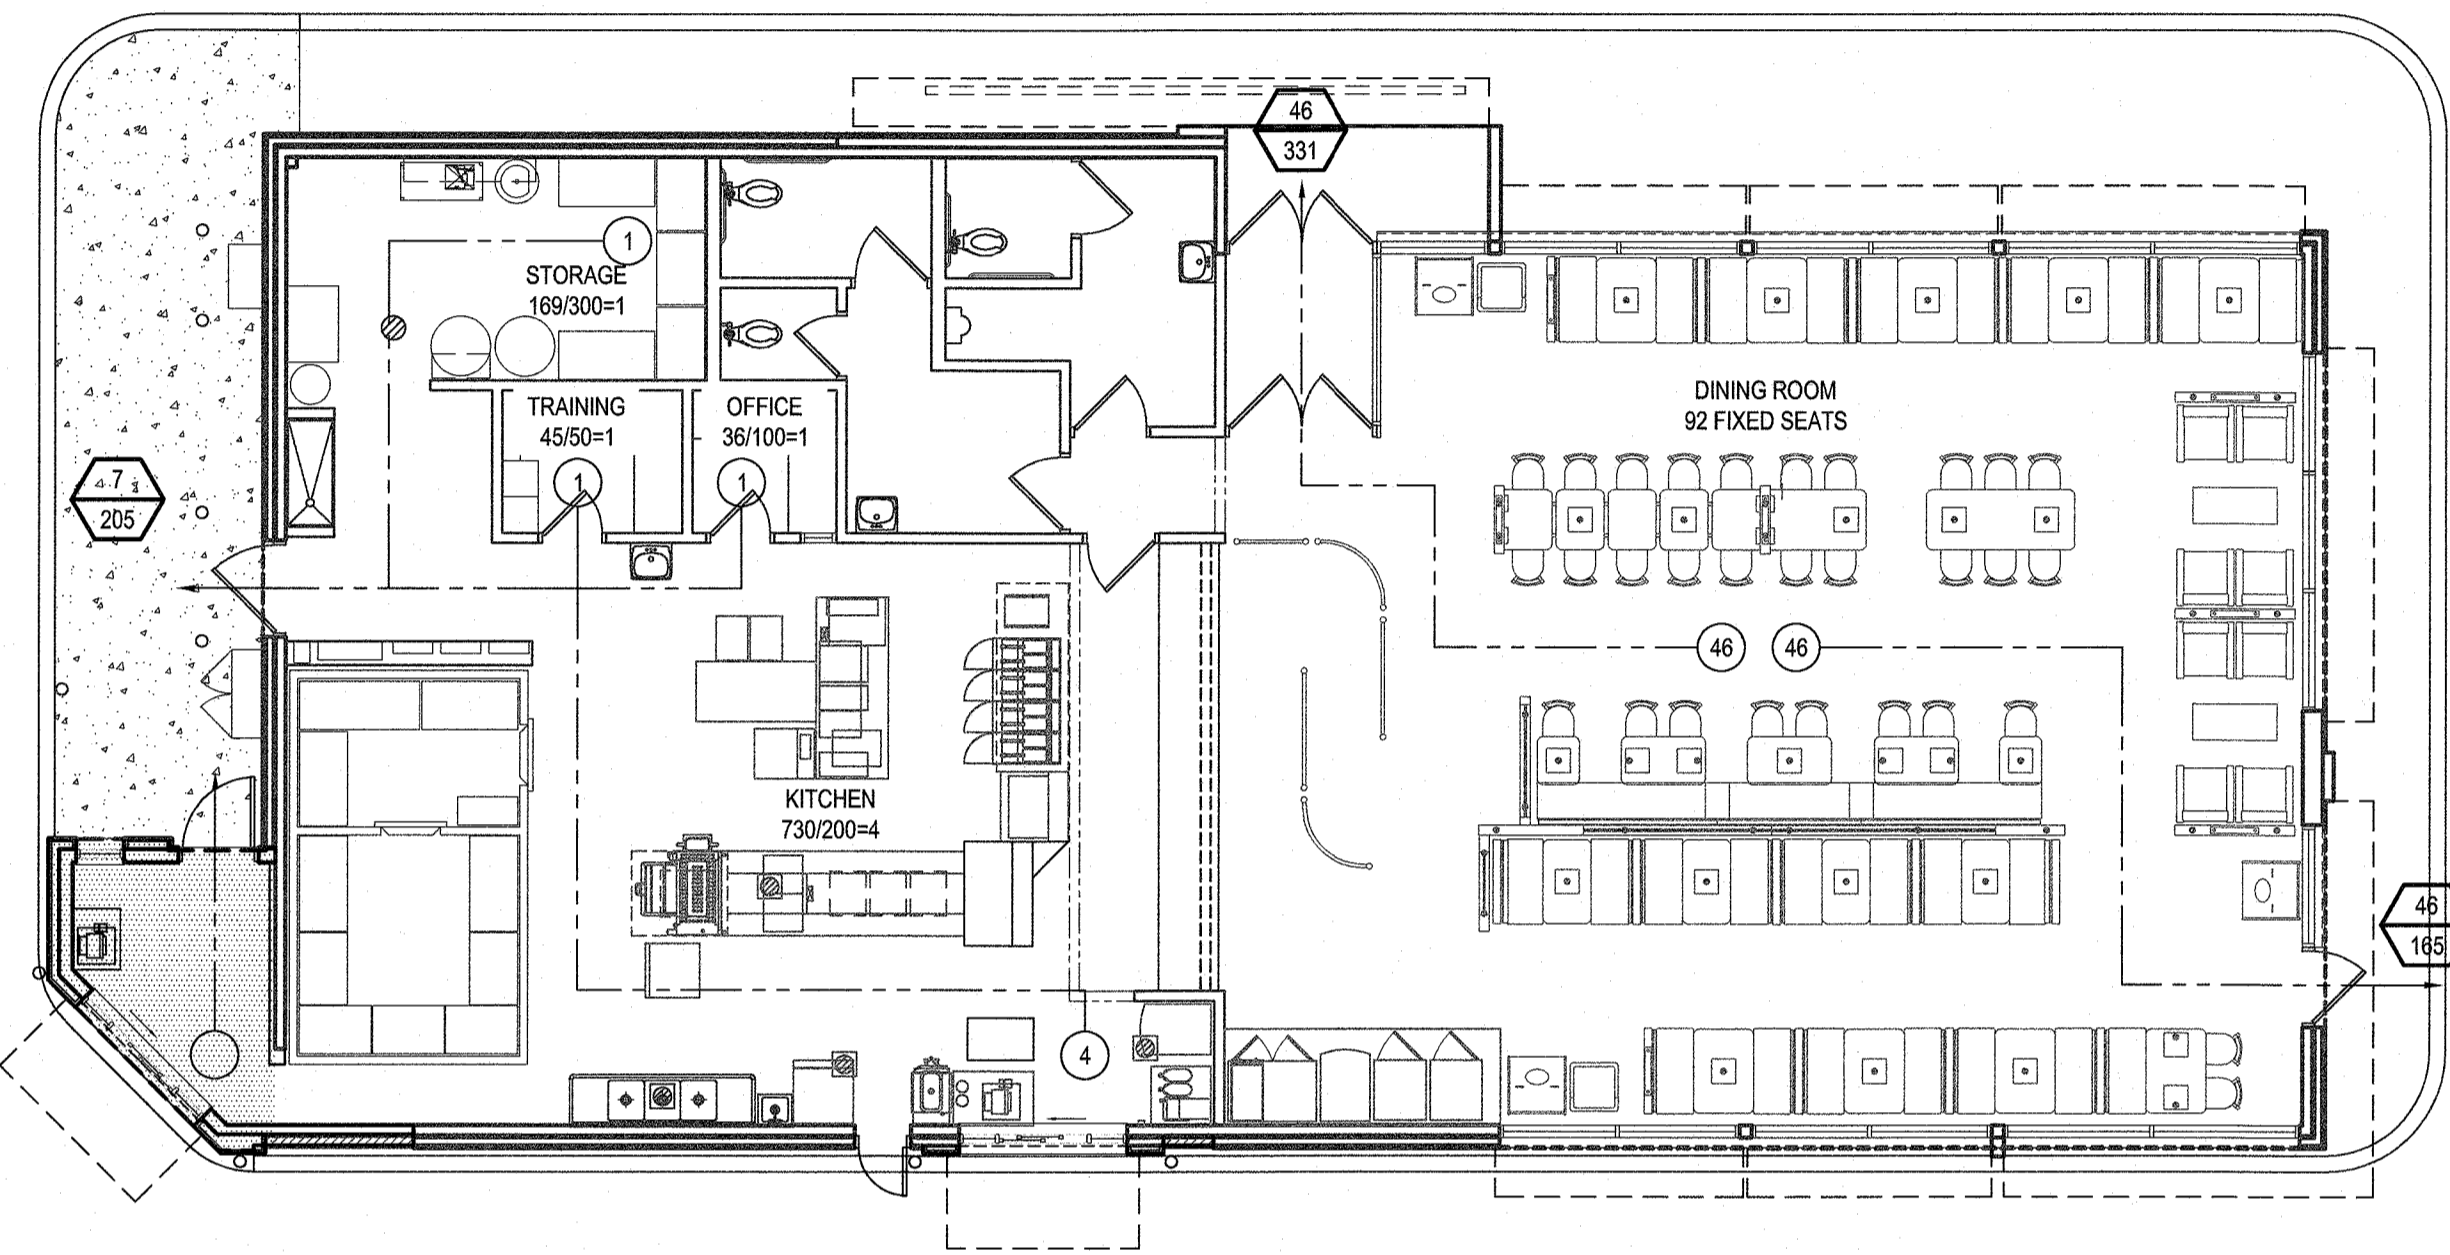 46
331
1
STORAGE
169/300=1
TRAINING
45/50=1
OFFICE
36/100=1
1
1
7
205
DINING ROOM
92 FIXED SEATS
46
46
KITCHEN
730/200=4
46
165
4